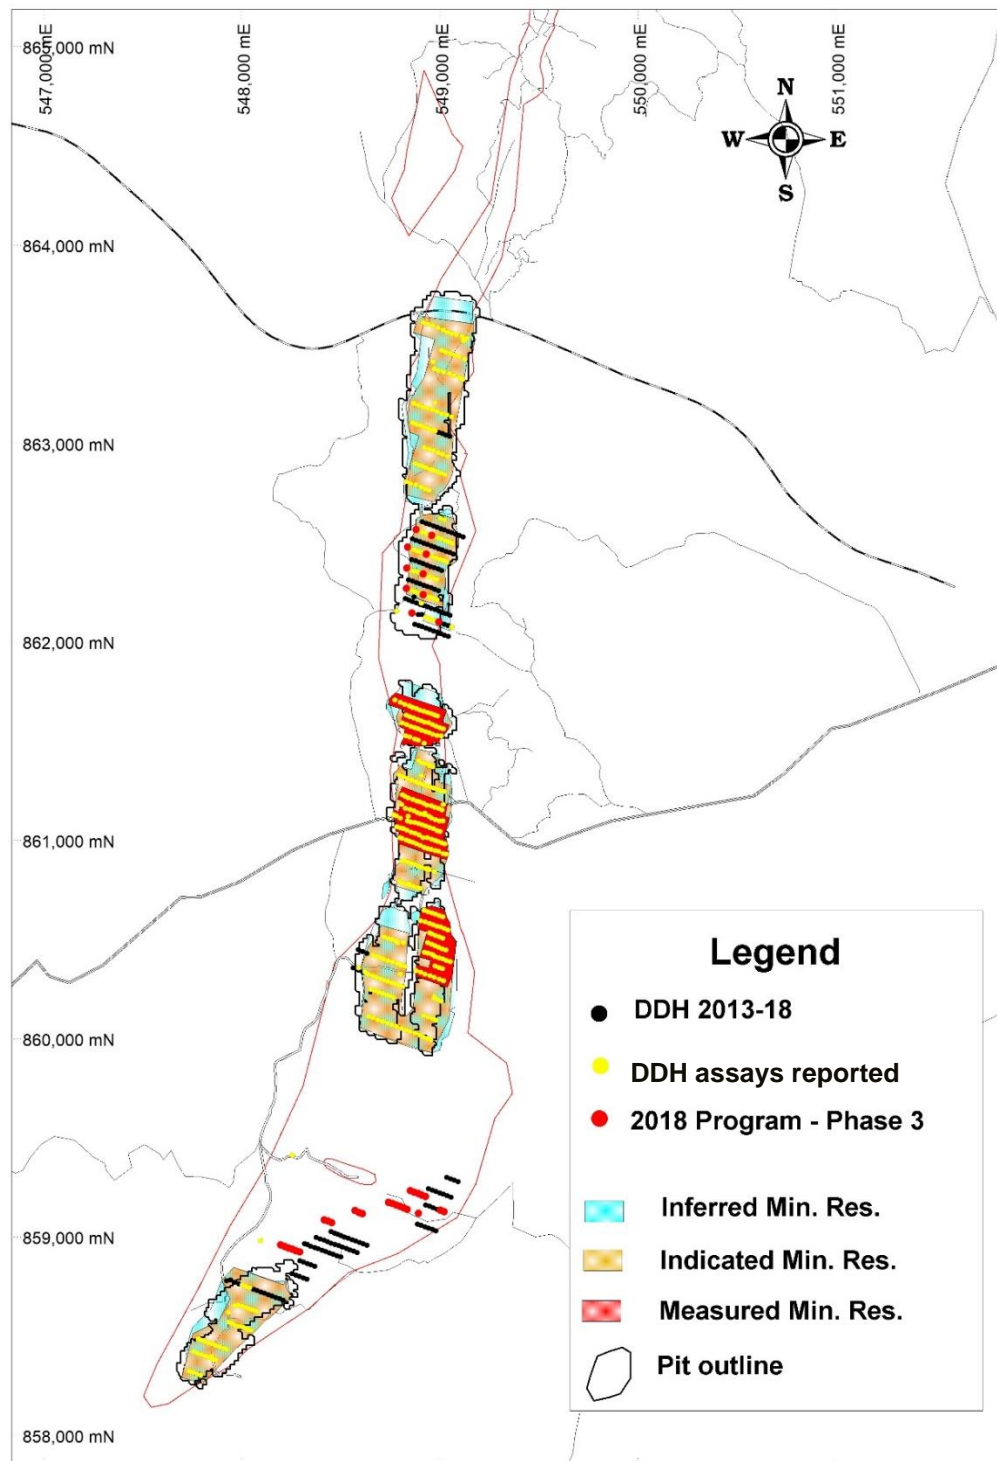 865,000 mN
547,000 mE
548,000 mE
549,000 mE
550,000 mE
551,000 mE
N
W E
S
864,000 mN
863,000 mN
862,000 mN
861,000 mN
860,000 mN
859,000 mN
858,000 mN
Legend
DDH 2013-18
DDH assays reported
2018 Program - Phase 3
Inferred Min. Res.
Indicated Min. Res.
Measured Min. Res.
Pit outline